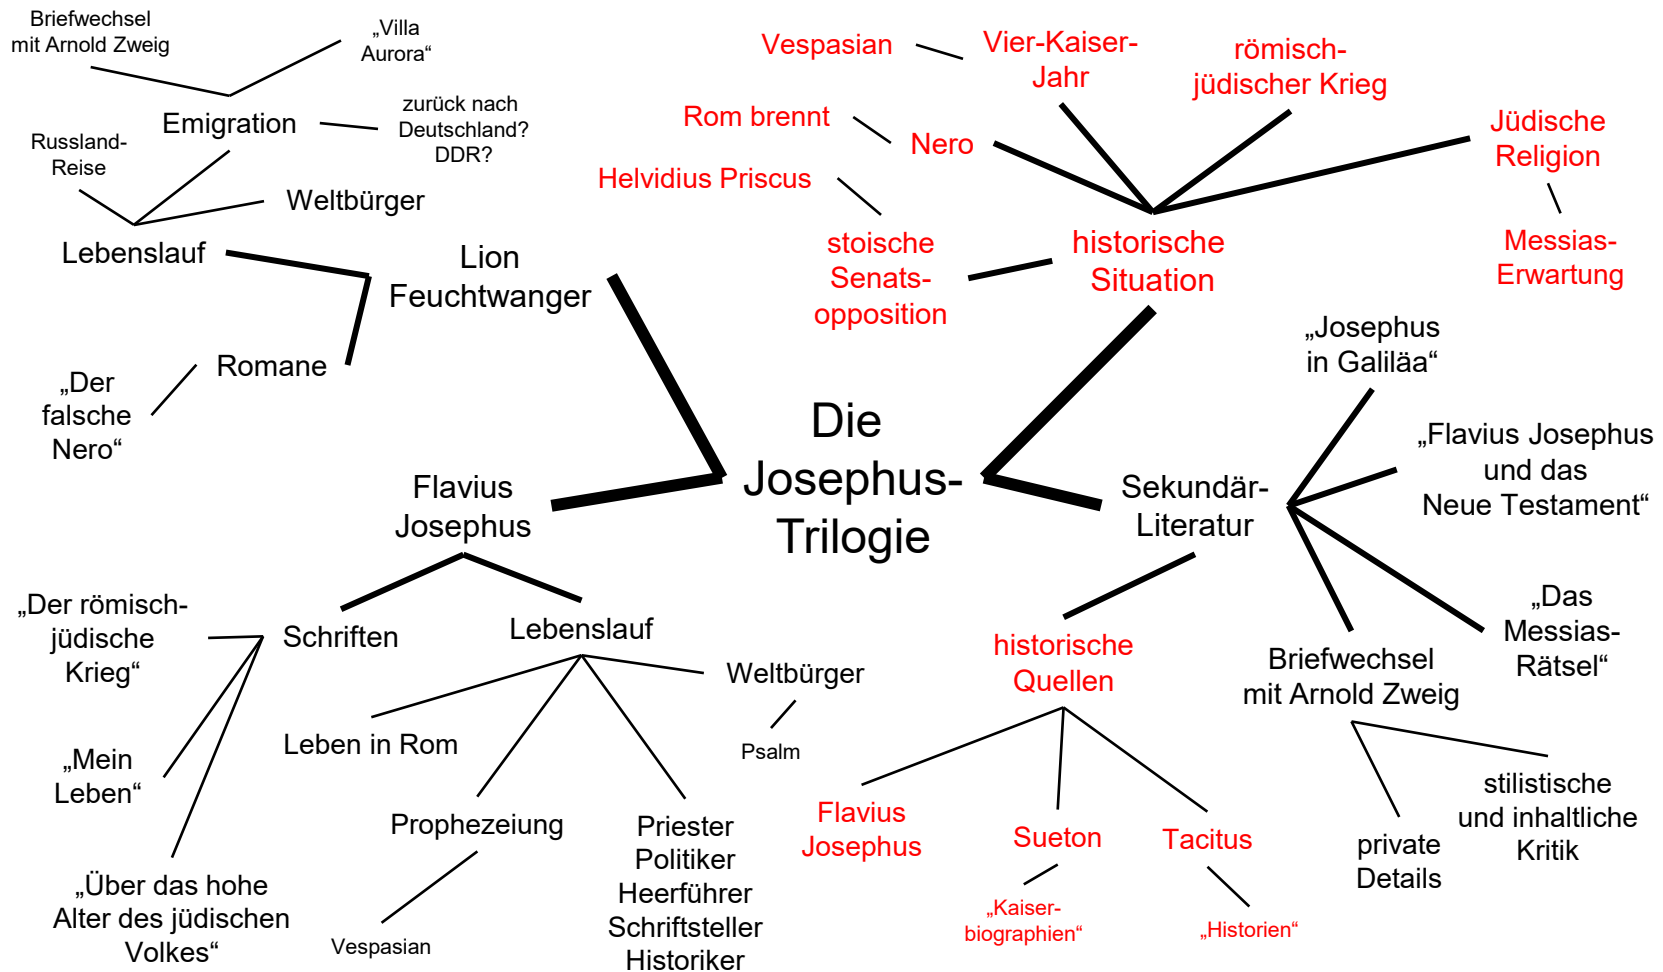 Briefwechsel
mit Arnold Zweig
„Villa
Aurora“
Emigration
zurück nach
Deutschland?
DDR?
Russland-
Reise
Weltbürger
Lebenslauf
Lion
Feuchtwanger
Romane
„Der
falsche
Nero“
Vespasian
Vier-Kaiser-
Jahr
römisch-
jüdischer Krieg
Rom brennt
Nero
Jüdische
Religion
Helvidius Priscus
stoische
Senats-
opposition
historische
Situation
Messias-
Erwartung
Die
Josephus-
Trilogie
„Josephus
in Galiläa“
„Flavius Josephus
und das
Neue Testament“
Sekundär-
Literatur
„Das
Messias-
Rätsel“
Briefwechsel
mit Arnold Zweig
private
Details
stilistische
und inhaltliche
Kritik
historische
Quellen
Flavius
Josephus
Sueton
„Kaiser-
biographien“
Tacitus
„Historien“
Flavius
Josephus
Schriften
„Der römisch-
jüdische
Krieg“
„Mein
Leben“
„Über das hohe
Alter des jüdischen
Volkes“
Lebenslauf
Leben in Rom
Prophezeiung
Vespasian
Priester
Politiker
Heerführer
Schriftsteller
Historiker
Weltbürger
Psalm